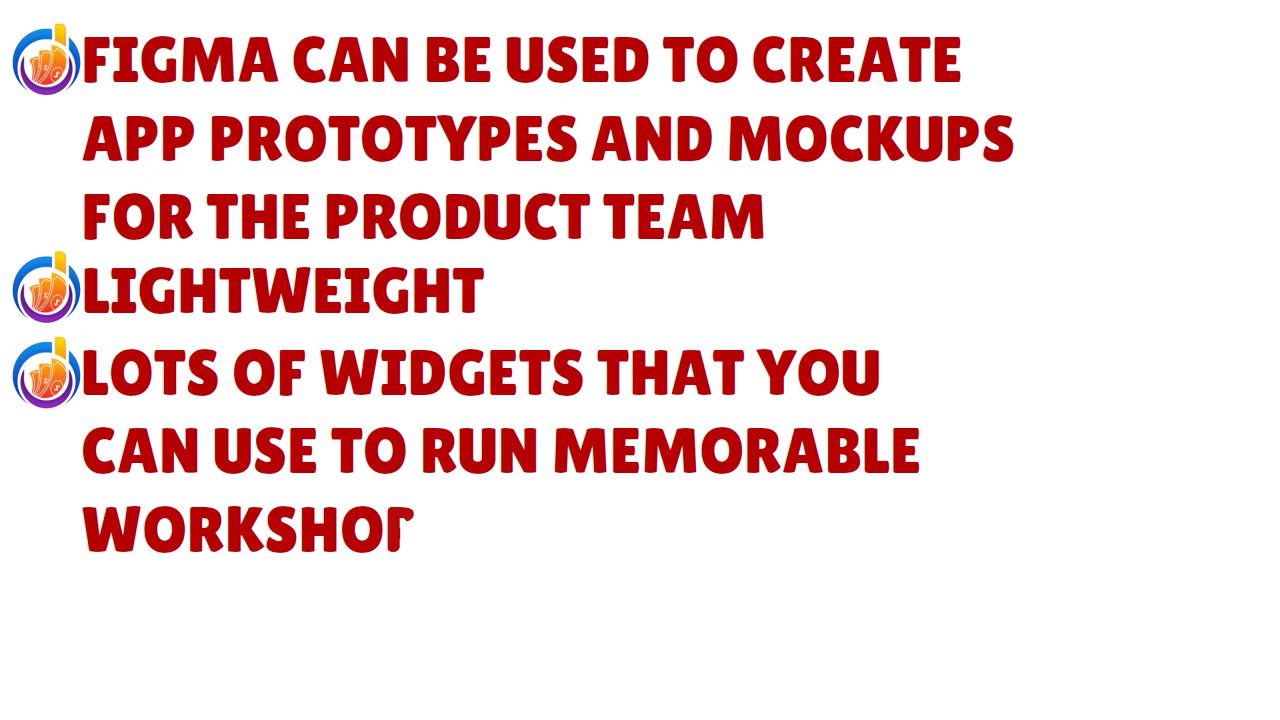 FIGMA CAN BE USED TO CREATE
APP PROTOTYPES AND MOCKUPS
FOR THE PRODUCT TEAM
LIGHTWEIGHT
LOTS OF WIDGETS THAT YOU
CAN USE TO RUN MEMORABLE
WORKSHOP